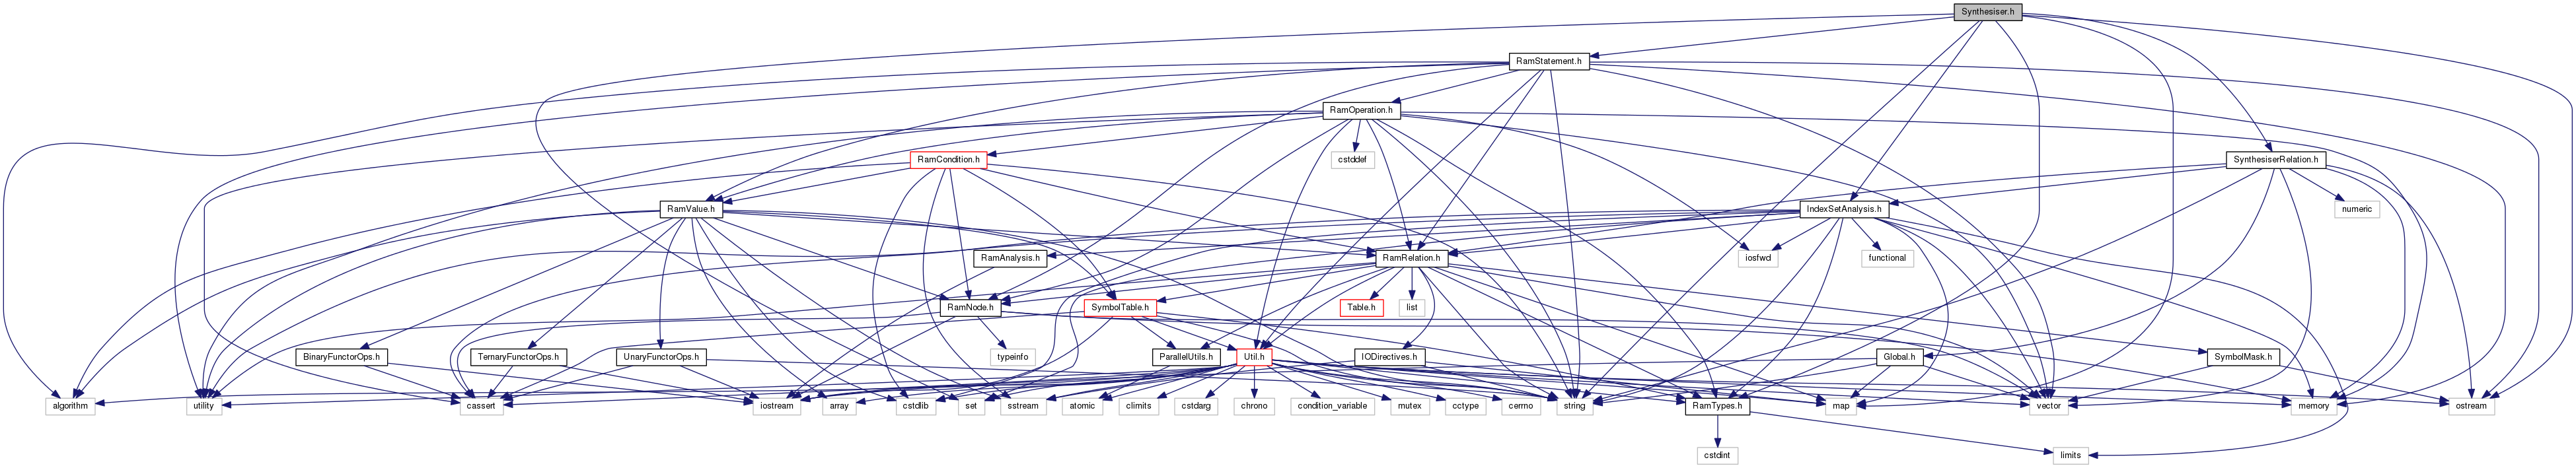 Synthesiser.h
RamStatement.h
RamOperation.h
RamCondition.h
cstddef
SynthesiserRelation.h
RamValue.h
IndexSetAnalysis.h
numeric
RamAnalysis.h
RamRelation.h
iosfwd
functional
RamNode.h
SymbolTable.h
Table.h
list
BinaryFunctorOps.h
TernaryFunctorOps.h
UnaryFunctorOps.h
typeinfo
ParallelUtils.h
Util.h
IODirectives.h
Global.h
SymbolMask.h
algorithm
utility
cassert
iostream
array
cstdlib
set
sstream
atomic
climits
cstdarg
chrono
condition_variable
mutex
cctype
cerrno
string
RamTypes.h
map
vector
memory
ostream
cstdint
limits